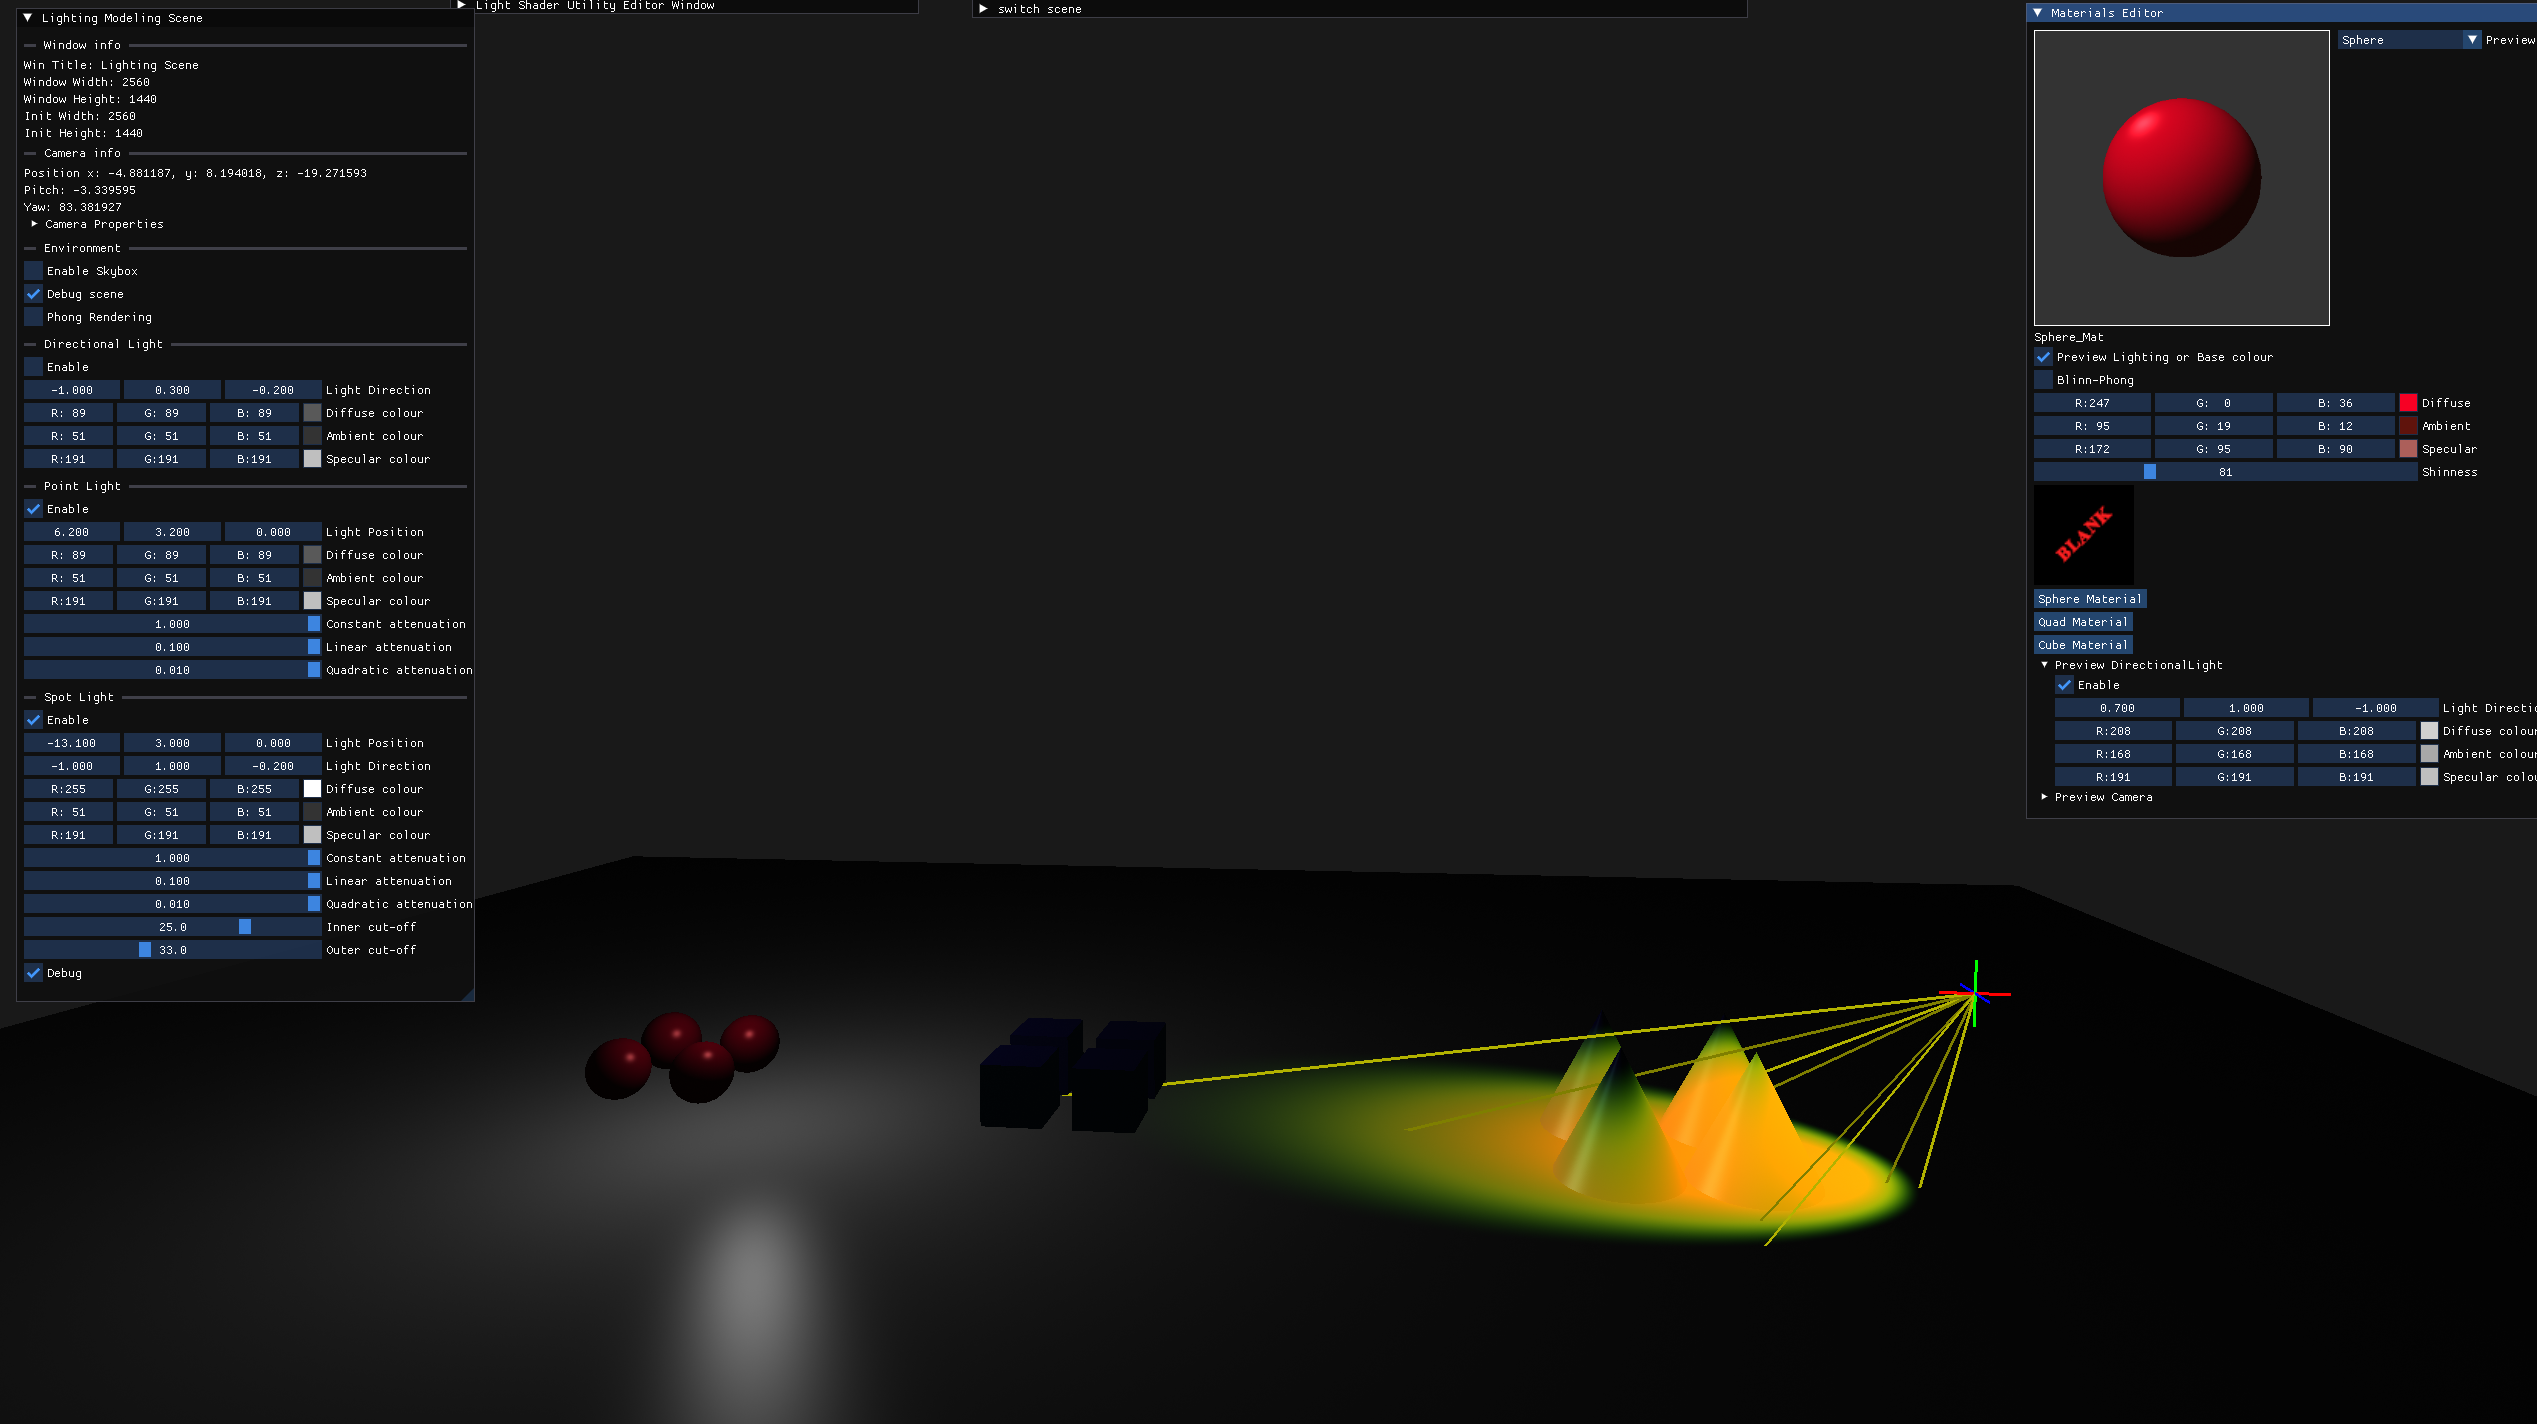 Light Shader Utility Editor Window
switch scene
Lighting Modeling Scene
Window info
Win Title: Lighting Scene
Window Width: 2560
Window Height: 1440
Init Width: 2560
Init Height: 1440
Camera info
Position x: -4.881187, y: 8.194018, z: -19.271593
Pitch: -3.339595
Yaw: 83.381927
Camera Properties
Environment
Enable Skybox
Debug scene
Phong Rendering
Directional Light
Enable
-1.000 0.300 -0.200 Light Direction
R: 89 G: 89 B: 89 Diffuse colour
R: 51 G: 51 B: 51 Ambient colour
R:191 G:191 B:191 Specular colour
Point Light
Enable
6.200 3.200 0.000 Light Position
R: 89 G: 89 B: 89 Diffuse colour
R: 51 G: 51 B: 51 Ambient colour
R:191 G:191 B:191 Specular colour
1.000 Constant attenuation
0.100 Linear attenuation
0.010 Quadratic attenuation
Spot Light
Enable
-13.100 3.000 0.000 Light Position
-1.000 1.000 -0.200 Light Direction
R:255 G:255 B:255 Diffuse colour
R: 51 G: 51 B: 51 Ambient colour
R:191 G:191 B:191 Specular colour
1.000 Constant attenuation
0.100 Linear attenuation
0.010 Quadratic attenuation
25.0 Inner cut-off
33.0 Outer cut-off
Debug
Materials Editor
Sphere Preview
Sphere_Mat
Preview Lighting or Base colour
Blinn-Phong
R:247 G: 0 B: 36 Diffuse
R: 95 G: 19 B: 12 Ambient
R:172 G: 95 B: 90 Specular
81 Shinness
BLANK
Sphere Material
Quad Material
Cube Material
Preview DirectionalLight
Enable
0.700 1.000 -1.000 Light Directio
R:208 G:208 B:208 Diffuse colour
R:168 G:168 B:168 Ambient colour
R:191 G:191 B:191 Specular colou
Preview Camera